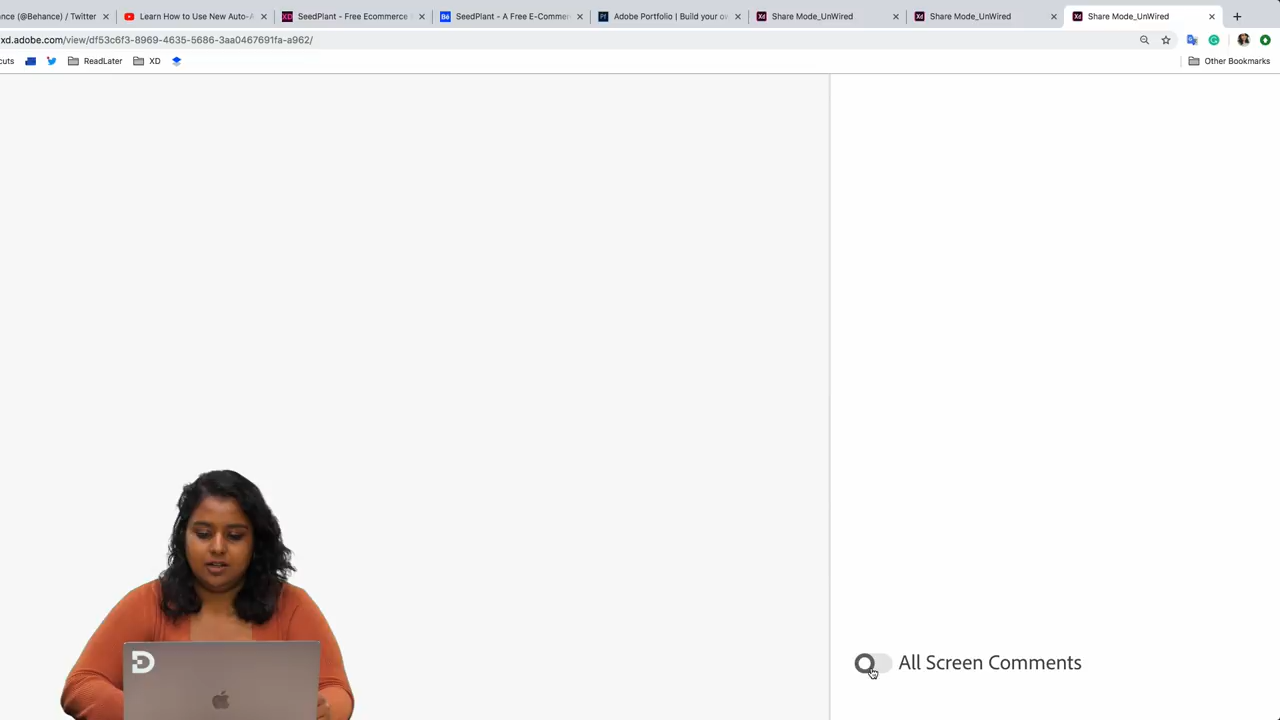 nce (@Behance) / Twitter
Learn How to Use New Auto-A
SeedPlant - Free Ecommerce
SeedPlant - A Free E-Commen
Adobe Portfolio | Build your ow
Share Mode_UnWired
Share Mode_UnWired
Share Mode_UnWired
xd.adobe.com/view/df53c6f3-8969-4635-5686-3aa0467691fa-a962/
cuts
ReadLater
XD
Other Bookmarks
All Screen Comments